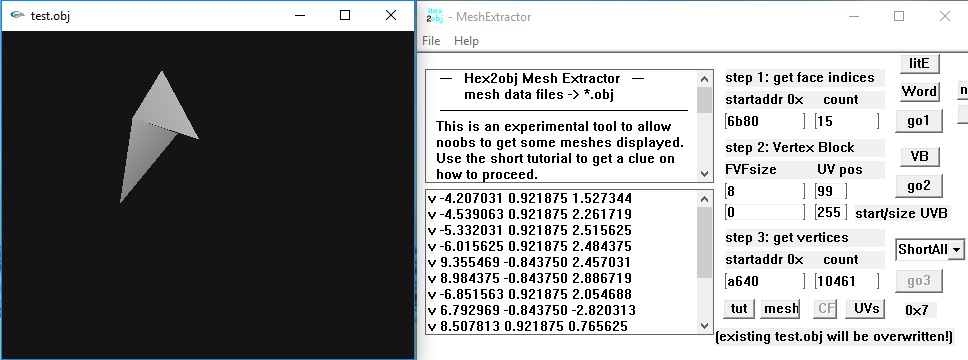 test.obj
Hex
2obj
- MeshExtractor
File Help
— Hex2obj Mesh Extractor —
mesh data files -> *.obj
This is an experimental tool to allow
noobs to get some meshes displayed.
Use the short tutorial to get a clue on
how to proceed.
v -4.207031 0.921875 1.527344
v -4.539063 0.921875 2.261719
v -5.332031 0.921875 2.515625
v -6.015625 0.921875 2.484375
v 9.355469 -0.843750 2.457031
v 8.984375 -0.843750 2.886719
v -6.851563 0.921875 2.054688
v 6.792969 -0.843750 -2.820313
v 8.507813 0.921875 0.765625
step 1: get face indices
startaddr 0x count
6b80 15
step 2: Vertex Block
FVFsize UV pos
8 99
0 255 start/size UVB
step 3: get vertices
startaddr 0x count
a640 10461
tut mesh CF UVs 0x7
(existing test.obj will be overwritten!)
litE
Word
go1
VB
go2
ShortAll
go3
n